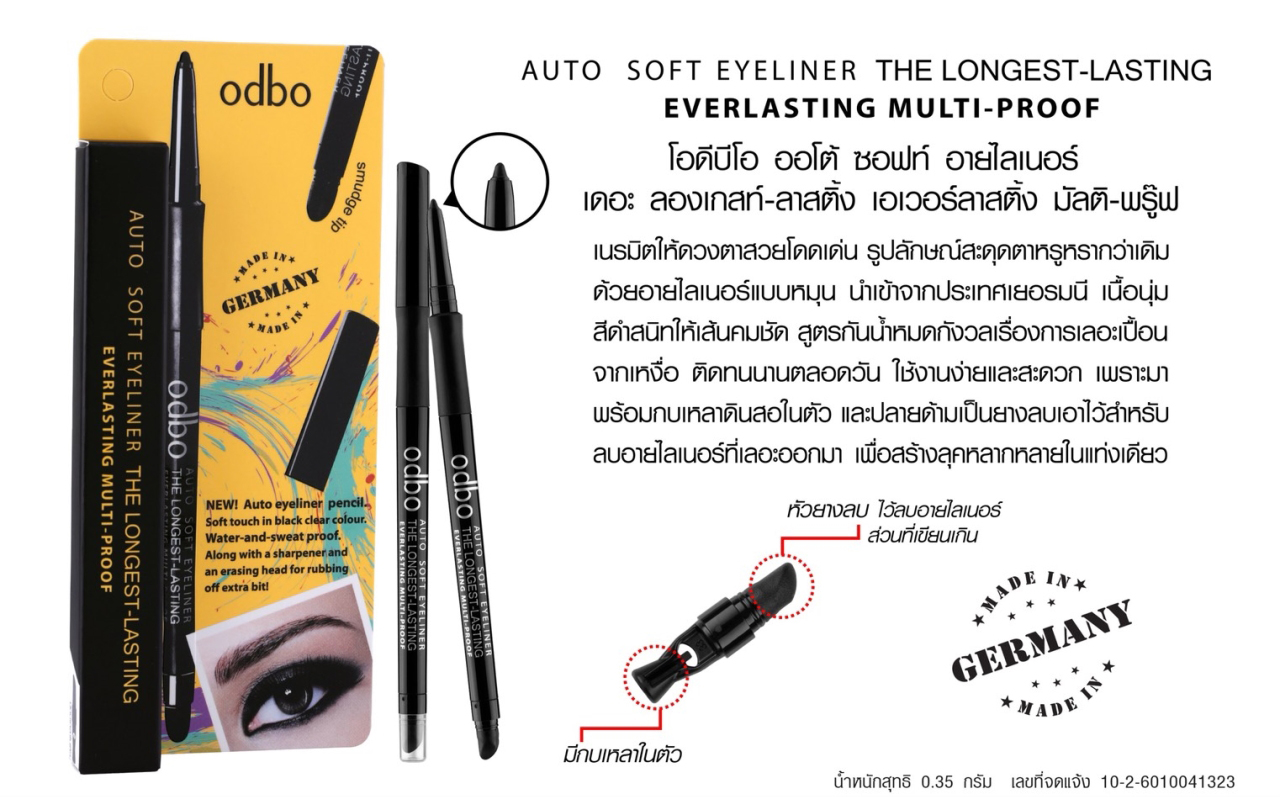 odbo
smudge tip
MADE IN
GERMANY
MADE IN
AUTO SOFT EYELINER THE LONGEST-LASTING
EVERLASTING MULTI-PROOF
odbo
AUTO SOFT EYELINER
THE LONGEST-LASTING
NEW! Auto eyeliner pencil.
Soft touch in black clear colour.
Water-and-sweat proof.
Along with a sharpener and
an erasing head for rubbing
off extra bit!
odbo
AUTO SOFT EYELINER
THE LONGEST-LASTING
EVERLASTING MULTI-PROOF
odbo
AUTO SOFT EYELINER
THE LONGEST-LASTING
EVERLASTING MULTI-PROOF
AUTO SOFT EYELINER THE LONGEST-LASTING
EVERLASTING MULTI-PROOF
โอดีบีโอ ออโต้ ซอฟท์ อายไลเนอร์
เดอะ ลองเกสท์-ลาสติ้ง เอเวอร์ลาสติ้ง มัลติ-พรู๊ฟ
เนรมิตให้ดวงตาสวยโดดเด่น รูปลักษณ์สะดุดตาหรูหรากว่าเดิม
ด้วยอายไลเนอร์แบบหมุน นำเข้าจากประเทศเยอรมนี เนื้อนุ่ม
สีดำสนิทให้เส้นคมชัด สูตรกันน้ำหมดกังวลเรื่องการเลอะเปื้อน
จากเหงื่อ ติดทนนานตลอดวัน ใช้งานง่ายและสะดวก เพราะมา
พร้อมกบเหลาดินสอในตัว และปลายด้ามเป็นยางลบเอาไว้สำหรับ
ลบอายไลเนอร์ที่เลอะออกมา เพื่อสร้างลุคหลากหลายในแท่งเดียว
หัวยางลบ ไว้ลบอายไลเนอร์
ส่วนที่เขียนเกิน
มีกบเหลาในตัว
MADE IN
GERMANY
MADE IN
น้ำหนักสุทธิ 0.35 กรัม เลขที่จดแจ้ง 10-2-6010041323